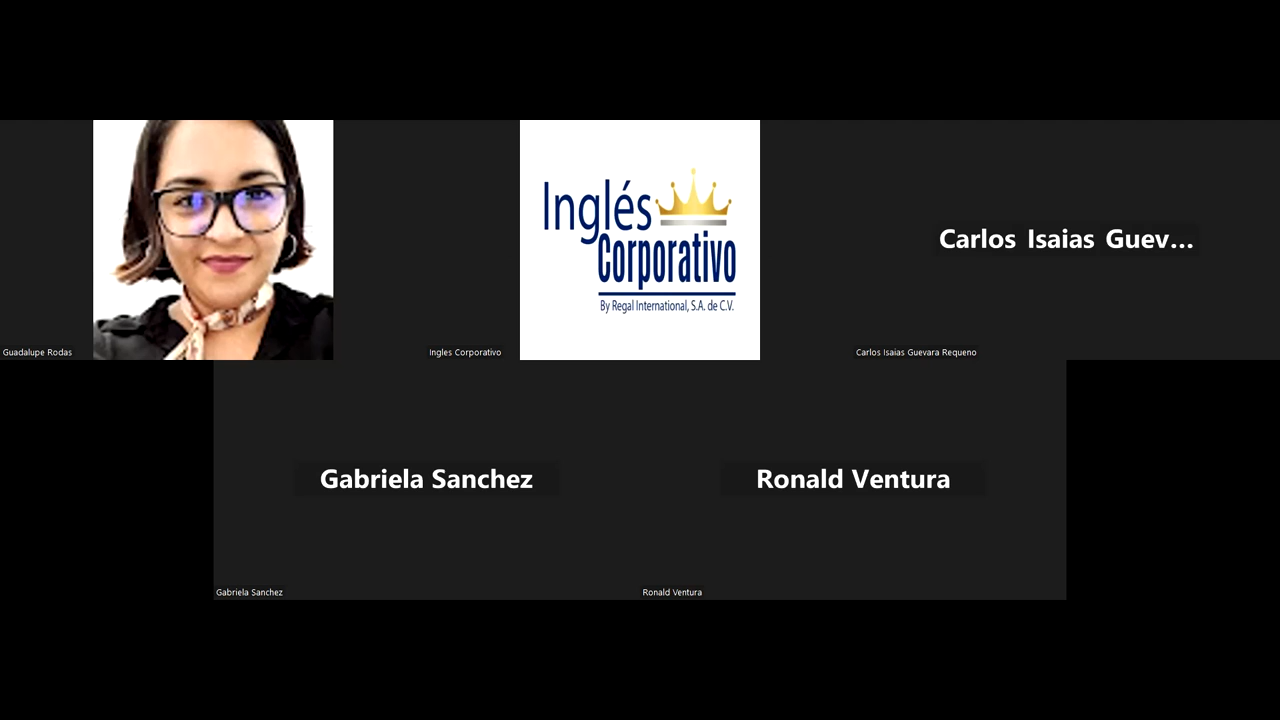 Inglés
Corporativo
By Regal International, S.A. de C.V.
Carlos Isaias Guev...
Guadalupe Rodas
Ingles Corporativo
Carlos Isaias Guevara Requeno
Gabriela Sanchez
Ronald Ventura
Gabriela Sanchez
Ronald Ventura